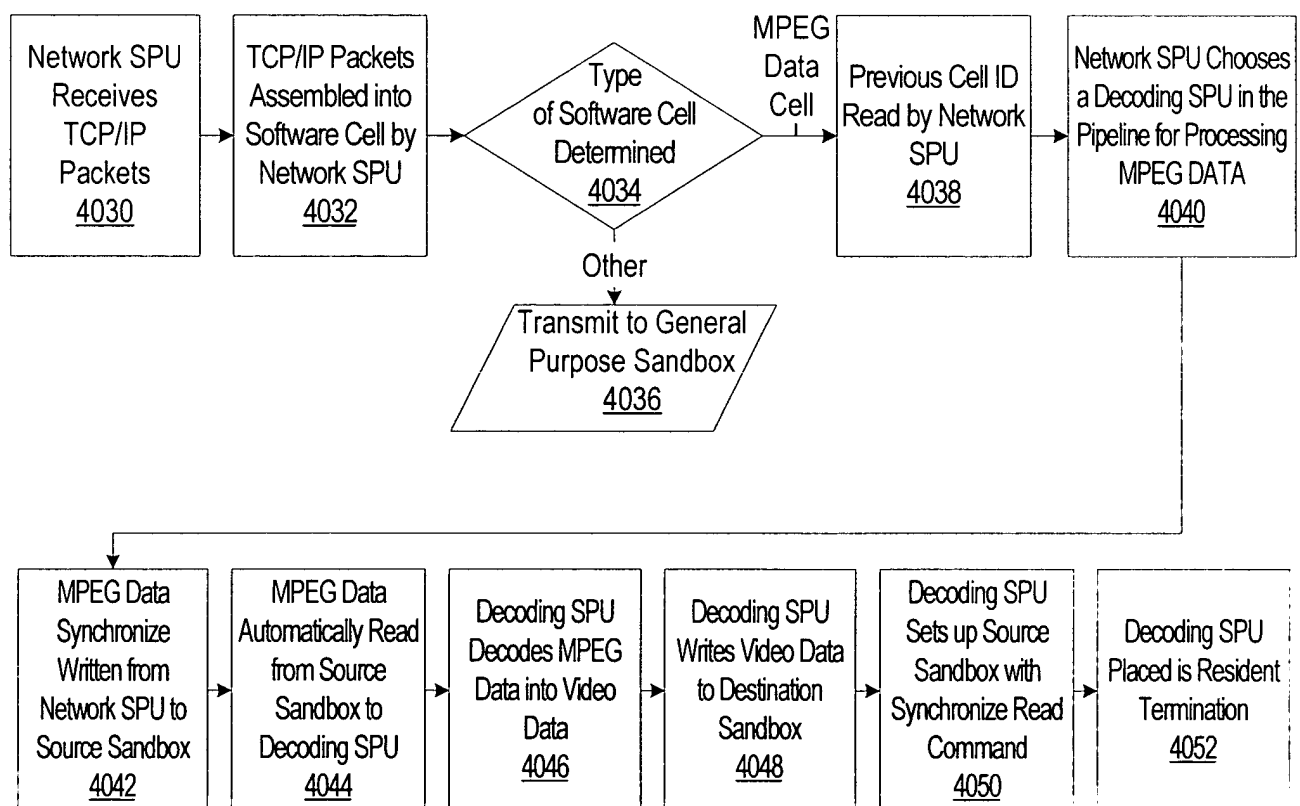 Network SPU
Receives
TCP/IP
Packets
4030
TCP/IP Packets
Assembled into
Software Cell by
Network SPU
4032
Type
of Software Cell
Determined
4034
MPEG
Data
Cell
Previous Cell ID
Read by Network
SPU
4038
Network SPU Chooses
a Decoding SPU in the
Pipeline for Processing
MPEG DATA
4040
Other
Transmit to General
Purpose Sandbox
4036
MPEG Data
Synchronize
Written from
Network SPU to
Source Sandbox
4042
MPEG Data
Automatically Read
from Source
Sandbox to
Decoding SPU
4044
Decoding SPU
Decodes MPEG
Data into Video
Data
4046
Decoding SPU
Writes Video Data
to Destination
Sandbox
4048
Decoding SPU
Sets up Source
Sandbox with
Synchronize Read
Command
4050
Decoding SPU
Placed is Resident
Termination
4052